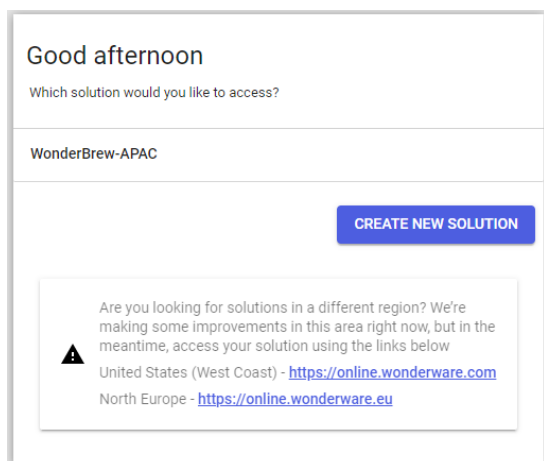 Good afternoon
Which solution would you like to access?
WonderBrew-APAC
CREATE NEW SOLUTION
Are you looking for solutions in a different region? We're
making some improvements in this area right now, but in the
meantime, access your solution using the links below
United States (West Coast) - https://online.wonderware.com
North Europe - https://online.wonderware.eu